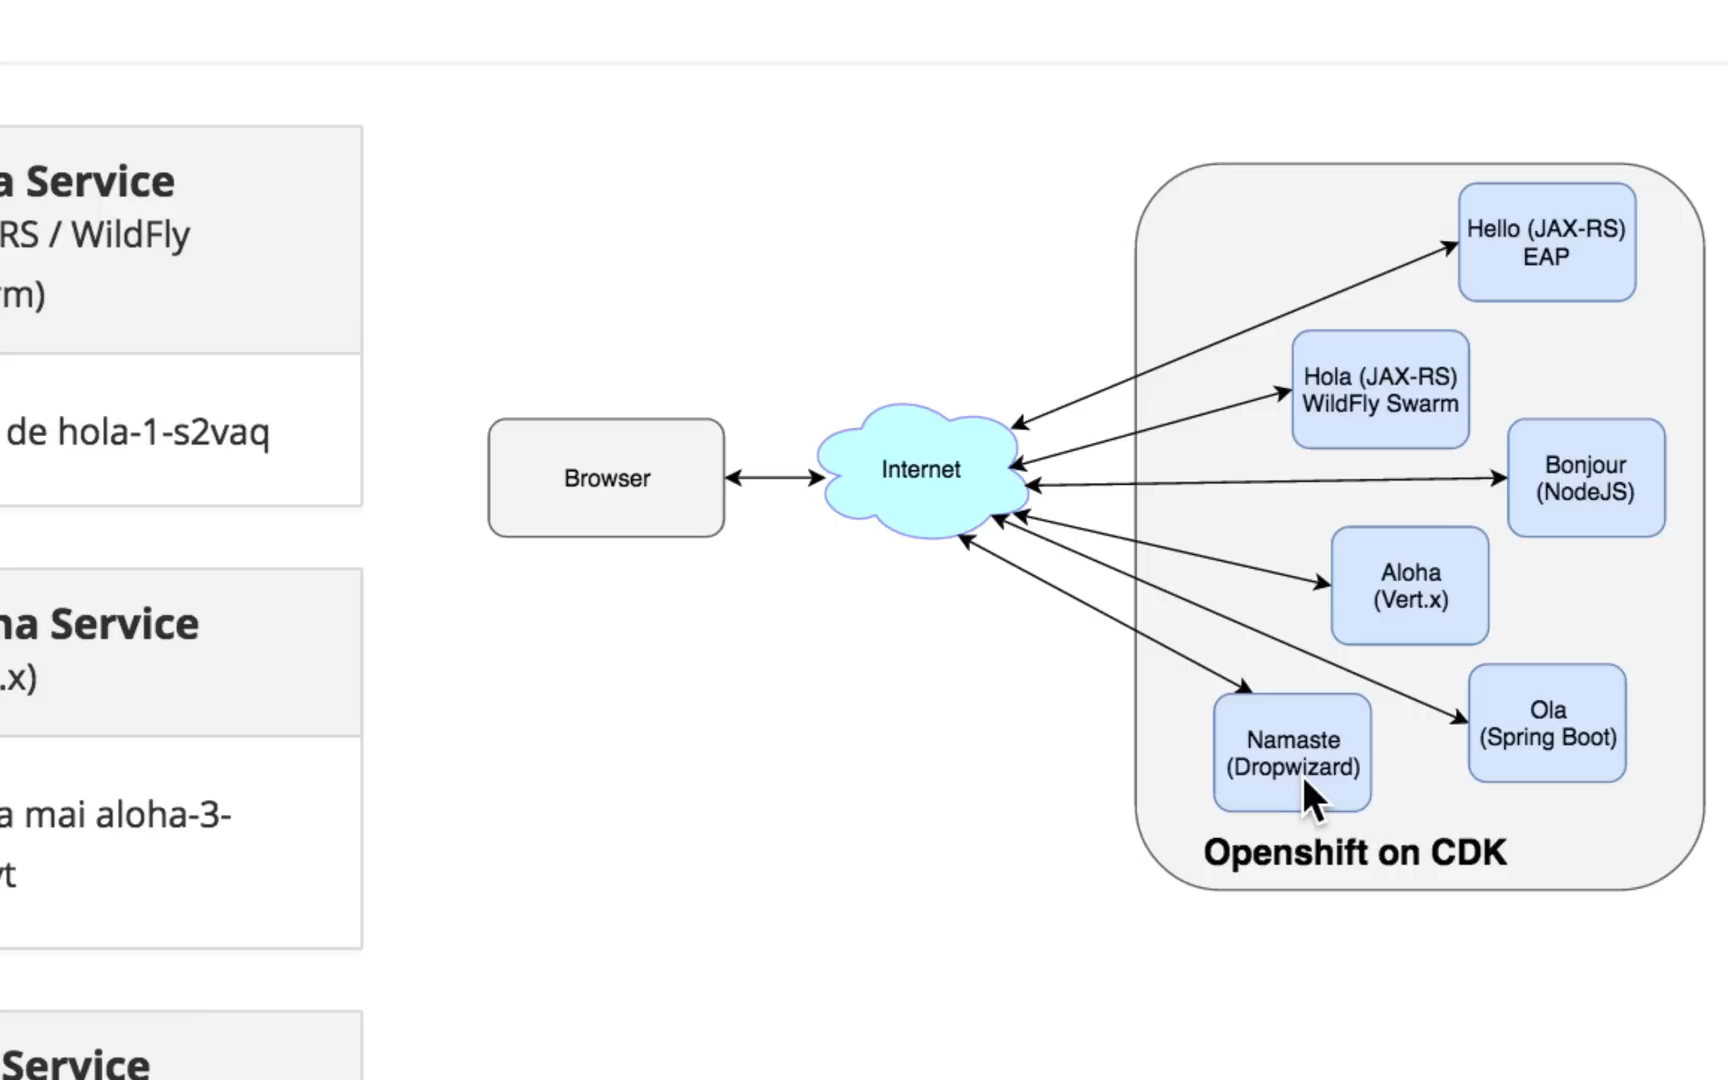 a Service
RS / WildFly
m)
de hola-1-s2vaq
na Service
.x)
a mai aloha-3-
Service
Browser
Internet
Hello (JAX-RS)
EAP
Hola (JAX-RS)
WildFly Swarm
Bonjour
(NodeJS)
Aloha
(Vert.x)
Ola
(Spring Boot)
Namaste
(Dropwizard)
Openshift on CDK